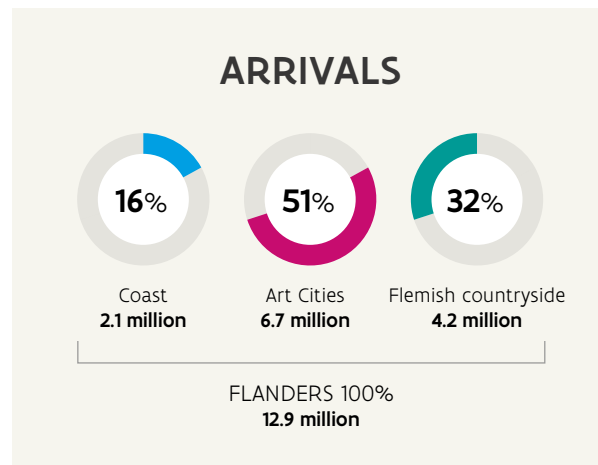 ARRIVALS
16%
51%
32%
Coast
2.1 million
Art Cities
6.7 million
Flemish countryside
4.2 million
FLANDERS 100%
12.9 million